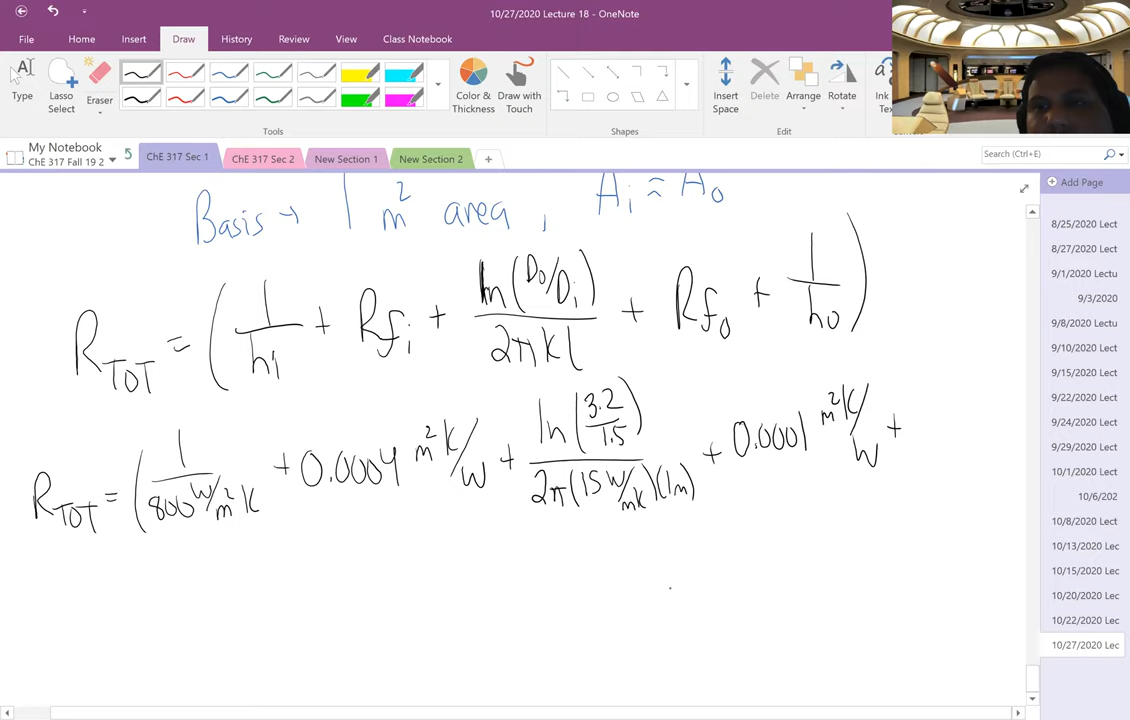 10/27/2020 Lecture 18 - OneNote
File Home Insert Draw History Review View Class Notebook
Type Lasso Select Eraser Color & Thickness Draw with Touch Insert Space Delete Arrange Rotate Ink
Tools Shapes Edit
My Notebook
ChE 317 Fall 19 2
ChE 317 Sec 1 ChE 317 Sec 2 New Section 1 New Section 2 +
Search (Ctrl+E)
Add Page
8/25/2020 Lect
8/27/2020 Lect
9/1/2020 Lectu
9/3/2020
9/8/2020 Lectu
9/10/2020 Lect
9/15/2020 Lect
9/22/2020 Lect
9/24/2020 Lect
9/29/2020 Lect
10/1/2020 Lect
10/6/202
10/8/2020 Lect
10/13/2020 Lec
10/15/2020 Lec
10/20/2020 Lec
10/22/2020 Lec
10/27/2020 Lec
Basis → 1 m² area, Ai ≈ Ao
R_TOT = (1/hi + Rfi + ln(Do/Di)/2πkl + Rfo + 1/ho)
R_TOT = (1/800 W/m²K + 0.0004 m²K/W + ln(3.2/1.5)/2π(15 W/mK)(1m) + 0.0001 m²K/W +